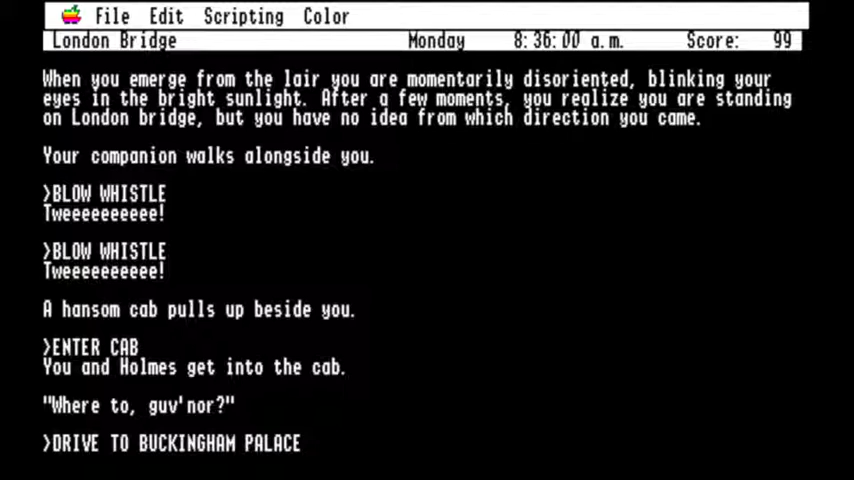 File Edit Scripting Color
London Bridge Monday 8:36:00 a.m. Score: 99
When you emerge from the lair you are momentarily disoriented, blinking your
eyes in the bright sunlight. After a few moments, you realize you are standing
on London bridge, but you have no idea from which direction you came.
Your companion walks alongside you.
>BLOW WHISTLE
Tweeeeeeeeee!
>BLOW WHISTLE
Tweeeeeeeeee!
A hansom cab pulls up beside you.
>ENTER CAB
You and Holmes get into the cab.
"Where to, guv'nor?"
>DRIVE TO BUCKINGHAM PALACE